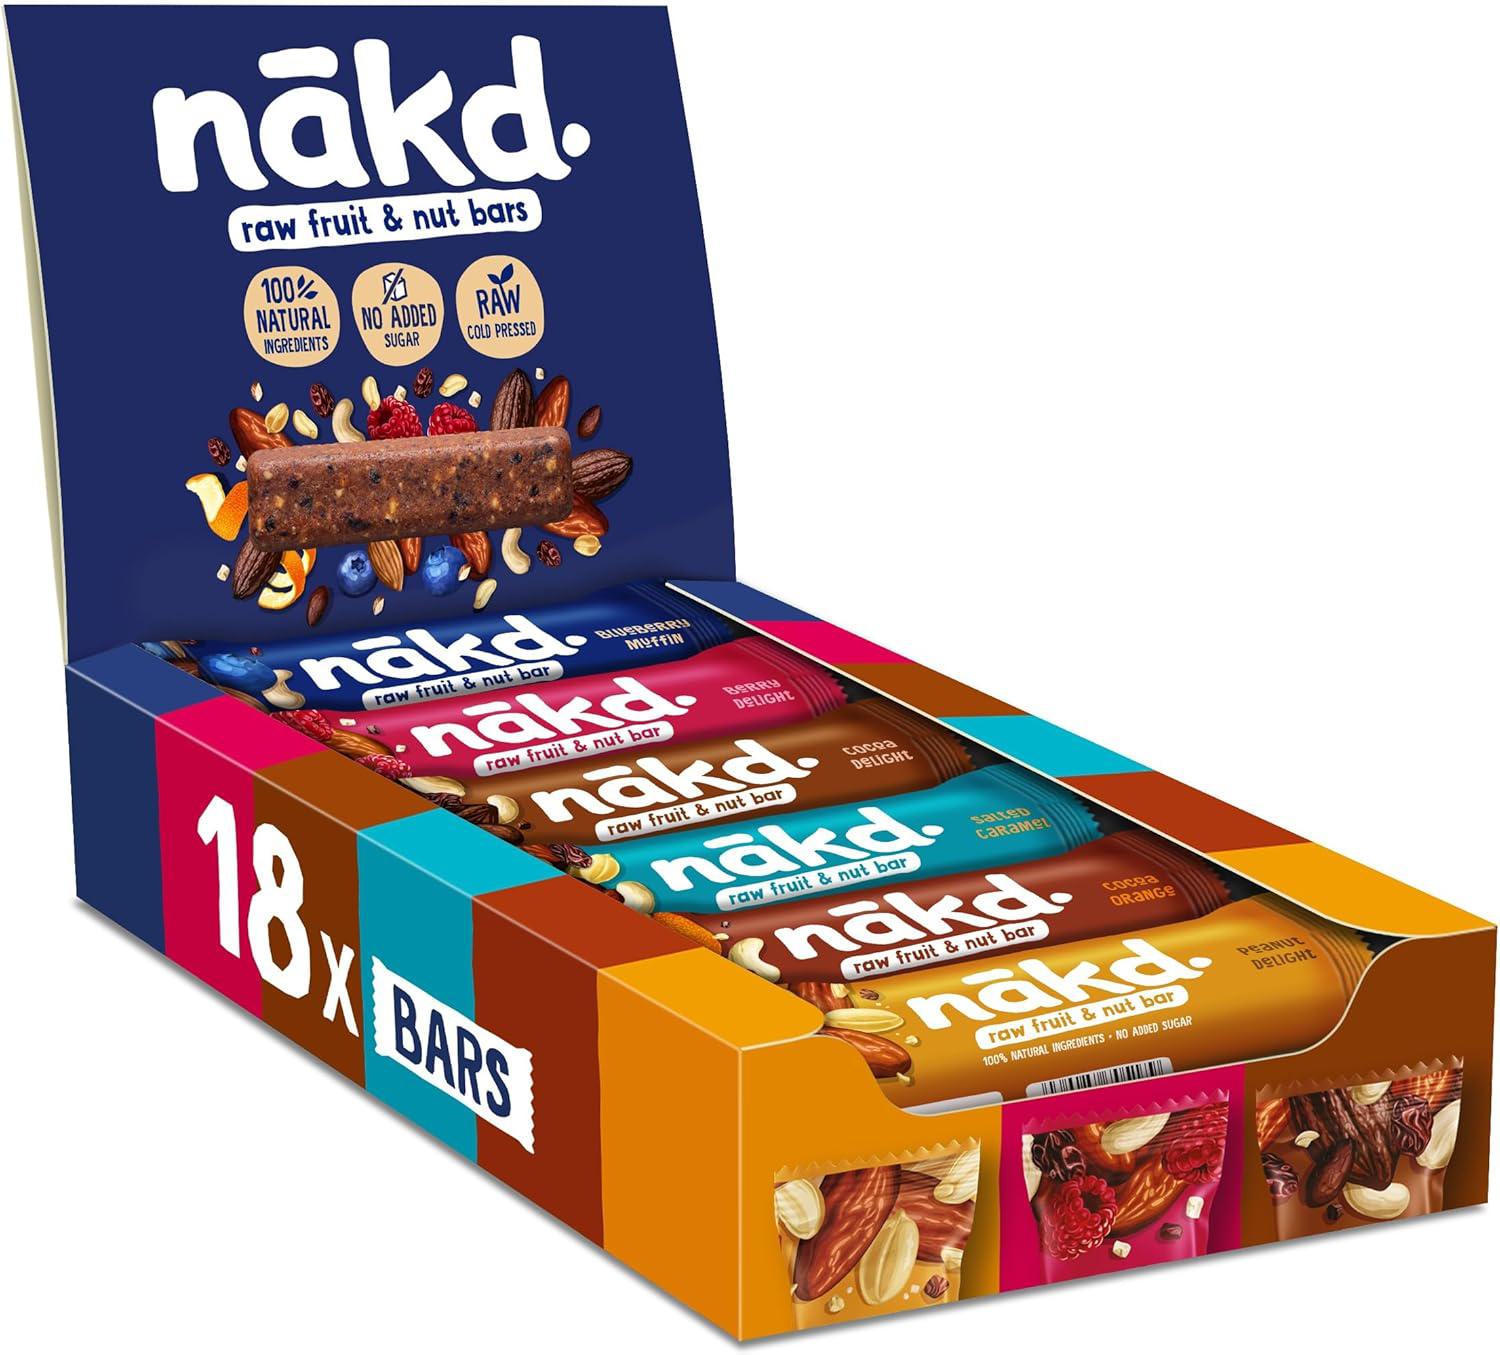 nākd.
raw fruit & nut bars
100%
NATURAL
INGREDIENTS
NO ADDED
SUGAR
RAW
COLD PRESSED
nākd.
raw fruit & nut bar
BLUEBERRY
MUFFIN
nākd.
raw fruit & nut bar
BERRY
DELIGHT
nākd.
raw fruit & nut bar
COCOA
DELIGHT
nākd.
raw fruit & nut bar
SALTED
CARAMEL
nākd.
raw fruit & nut bar
COCOA
ORANGE
nākd.
raw fruit & nut bar
100% NATURAL INGREDIENTS • NO ADDED SUGAR
PEANUT
DELIGHT
18 x
BARS